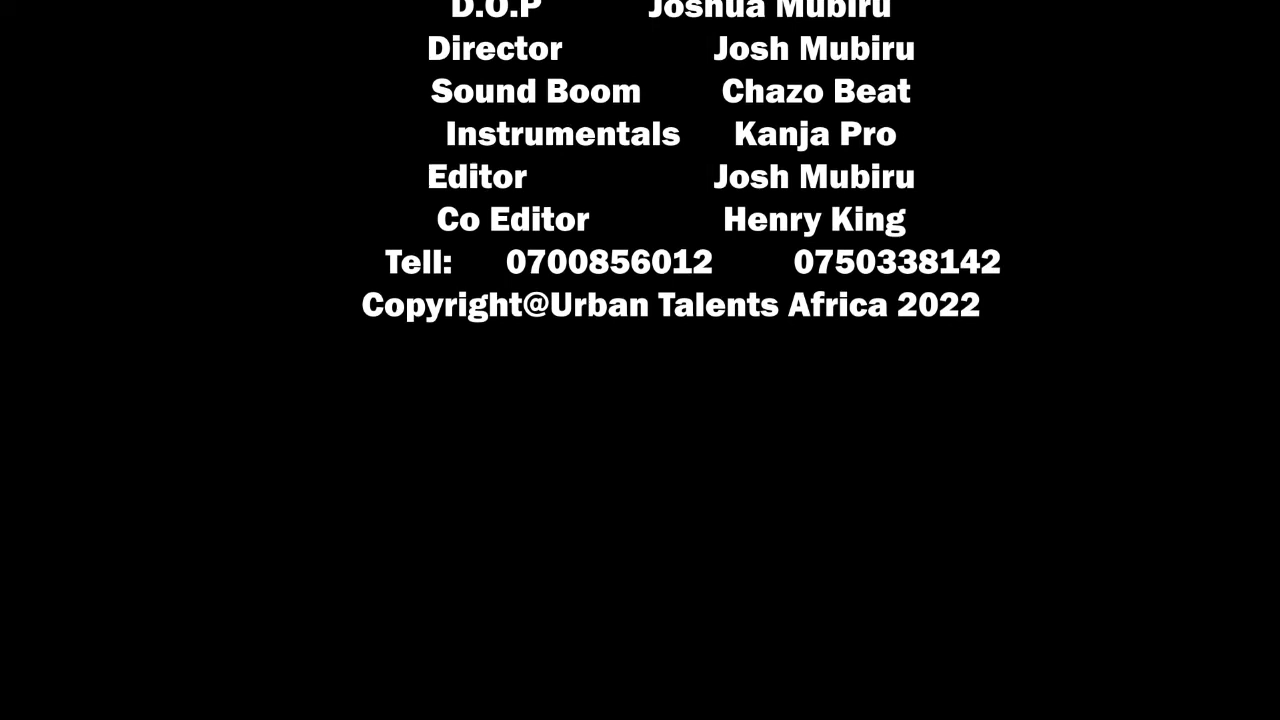 D.O.P Joshua Mubiru
Director Josh Mubiru
Sound Boom Chazo Beat
Instrumentals Kanja Pro
Editor Josh Mubiru
Co Editor Henry King
Tell: 0700856012 0750338142
Copyright@Urban Talents Africa 2022